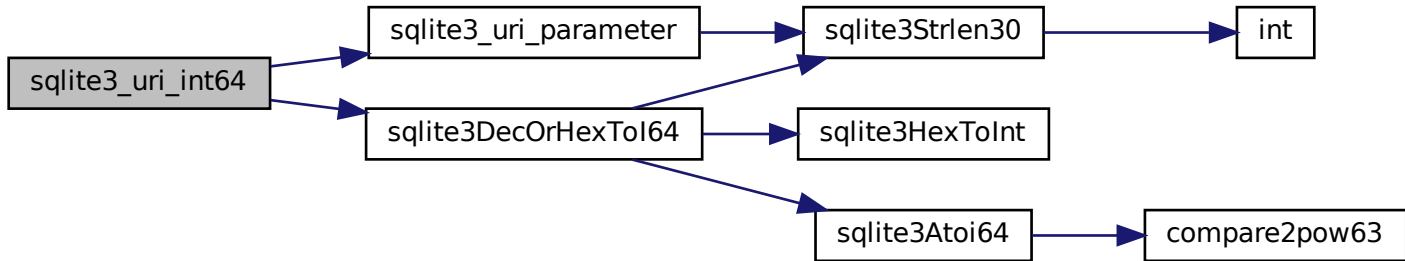 sqlite3_uri_int64
sqlite3_uri_parameter
sqlite3DecOrHexToI64
sqlite3Strlen30
sqlite3HexToInt
sqlite3Atoi64
int
compare2pow63